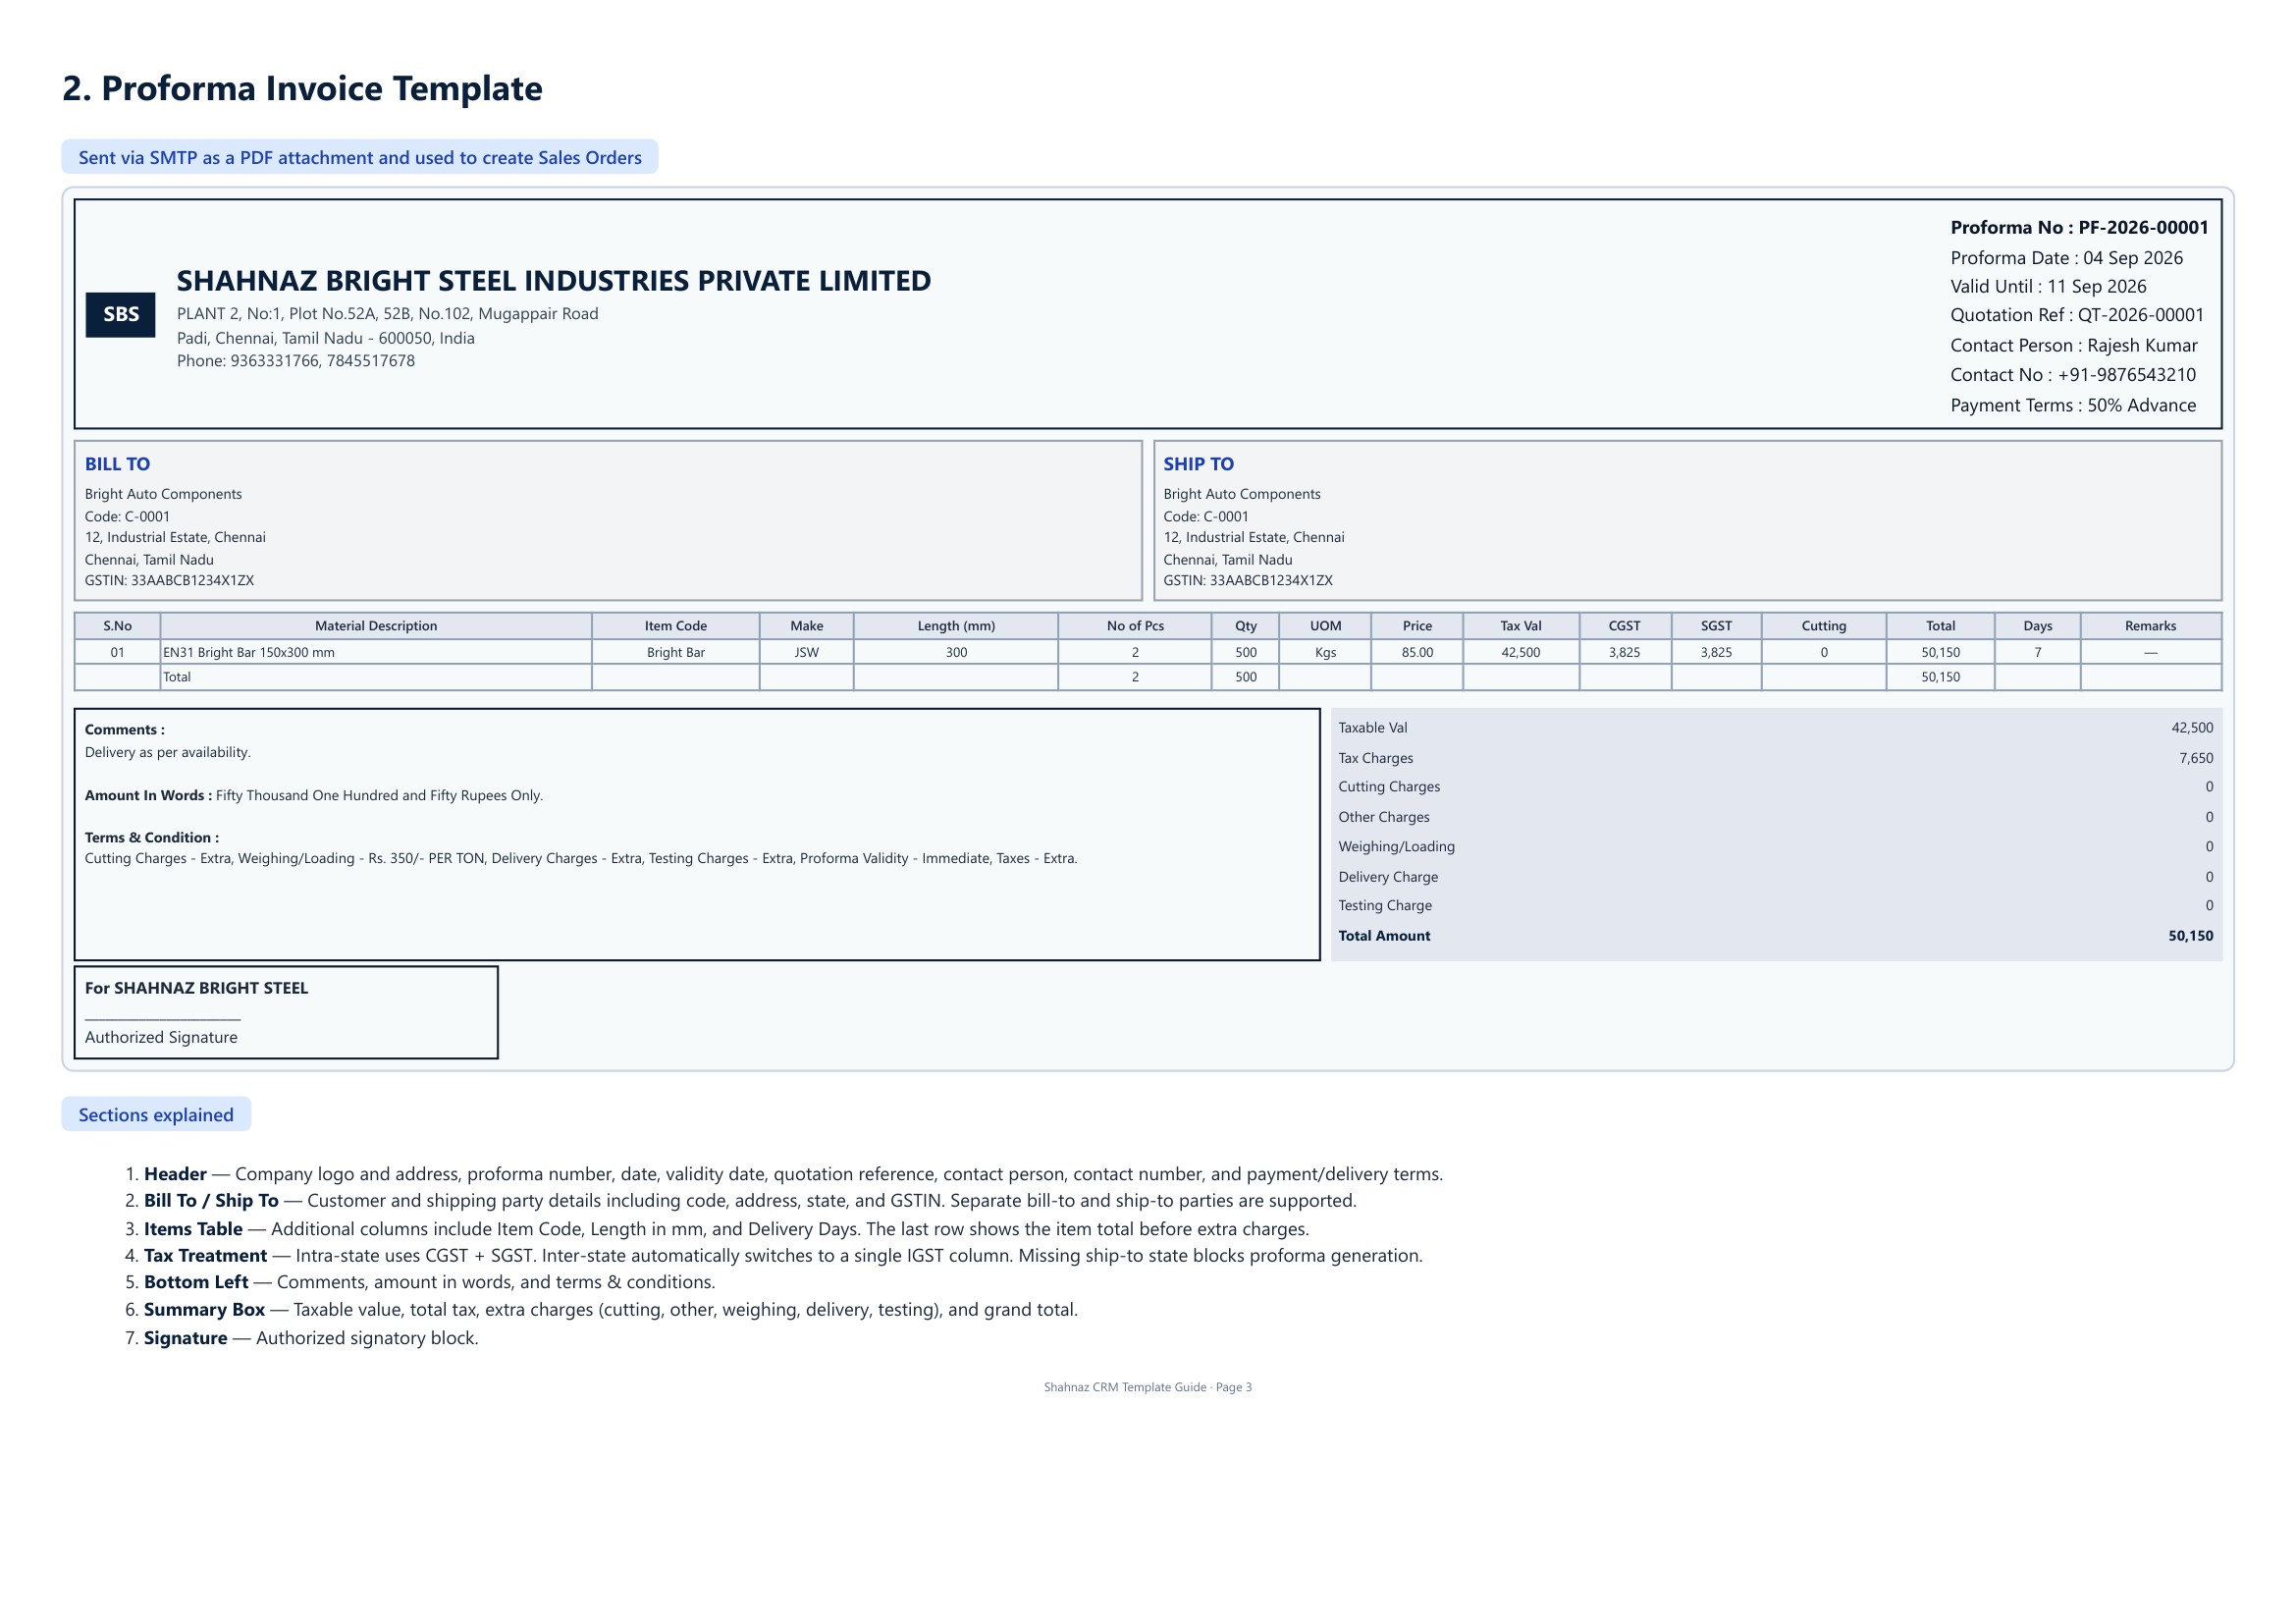 2. Proforma Invoice Template
Sent via SMTP as a PDF attachment and used to create Sales Orders
SBS
SHAHNAZ BRIGHT STEEL INDUSTRIES PRIVATE LIMITED
PLANT 2, No:1, Plot No.52A, 52B, No.102, Mugappair Road
Padi, Chennai, Tamil Nadu - 600050, India
Phone: 9363331766, 7845517678
Proforma No : PF-2026-00001
Proforma Date : 04 Sep 2026
Valid Until : 11 Sep 2026
Quotation Ref : QT-2026-00001
Contact Person : Rajesh Kumar
Contact No : +91-9876543210
Payment Terms : 50% Advance
BILL TO
Bright Auto Components
Code: C-0001
12, Industrial Estate, Chennai
Chennai, Tamil Nadu
GSTIN: 33AABCB1234X1ZX
SHIP TO
Bright Auto Components
Code: C-0001
12, Industrial Estate, Chennai
Chennai, Tamil Nadu
GSTIN: 33AABCB1234X1ZX
S.No Material Description Item Code Make Length (mm) No of Pcs Qty UOM Price Tax Val CGST SGST Cutting Total Days Remarks
01 EN31 Bright Bar 150x300 mm Bright Bar JSW 300 2 500 Kgs 85.00 42,500 3,825 3,825 0 50,150 7 —
Total 2 500 50,150
Comments :
Delivery as per availability.
Amount In Words : Fifty Thousand One Hundred and Fifty Rupees Only.
Terms & Condition :
Cutting Charges - Extra, Weighing/Loading - Rs. 350/- PER TON, Delivery Charges - Extra, Testing Charges - Extra, Proforma Validity - Immediate, Taxes - Extra.
Taxable Val 42,500
Tax Charges 7,650
Cutting Charges 0
Other Charges 0
Weighing/Loading 0
Delivery Charge 0
Testing Charge 0
Total Amount 50,150
For SHAHNAZ BRIGHT STEEL
______________________
Authorized Signature
Sections explained
1. Header — Company logo and address, proforma number, date, validity date, quotation reference, contact person, contact number, and payment/delivery terms.
2. Bill To / Ship To — Customer and shipping party details including code, address, state, and GSTIN. Separate bill-to and ship-to parties are supported.
3. Items Table — Additional columns include Item Code, Length in mm, and Delivery Days. The last row shows the item total before extra charges.
4. Tax Treatment — Intra-state uses CGST + SGST. Inter-state automatically switches to a single IGST column. Missing ship-to state blocks proforma generation.
5. Bottom Left — Comments, amount in words, and terms & conditions.
6. Summary Box — Taxable value, total tax, extra charges (cutting, other, weighing, delivery, testing), and grand total.
7. Signature — Authorized signatory block.
Shahnaz CRM Template Guide · Page 3